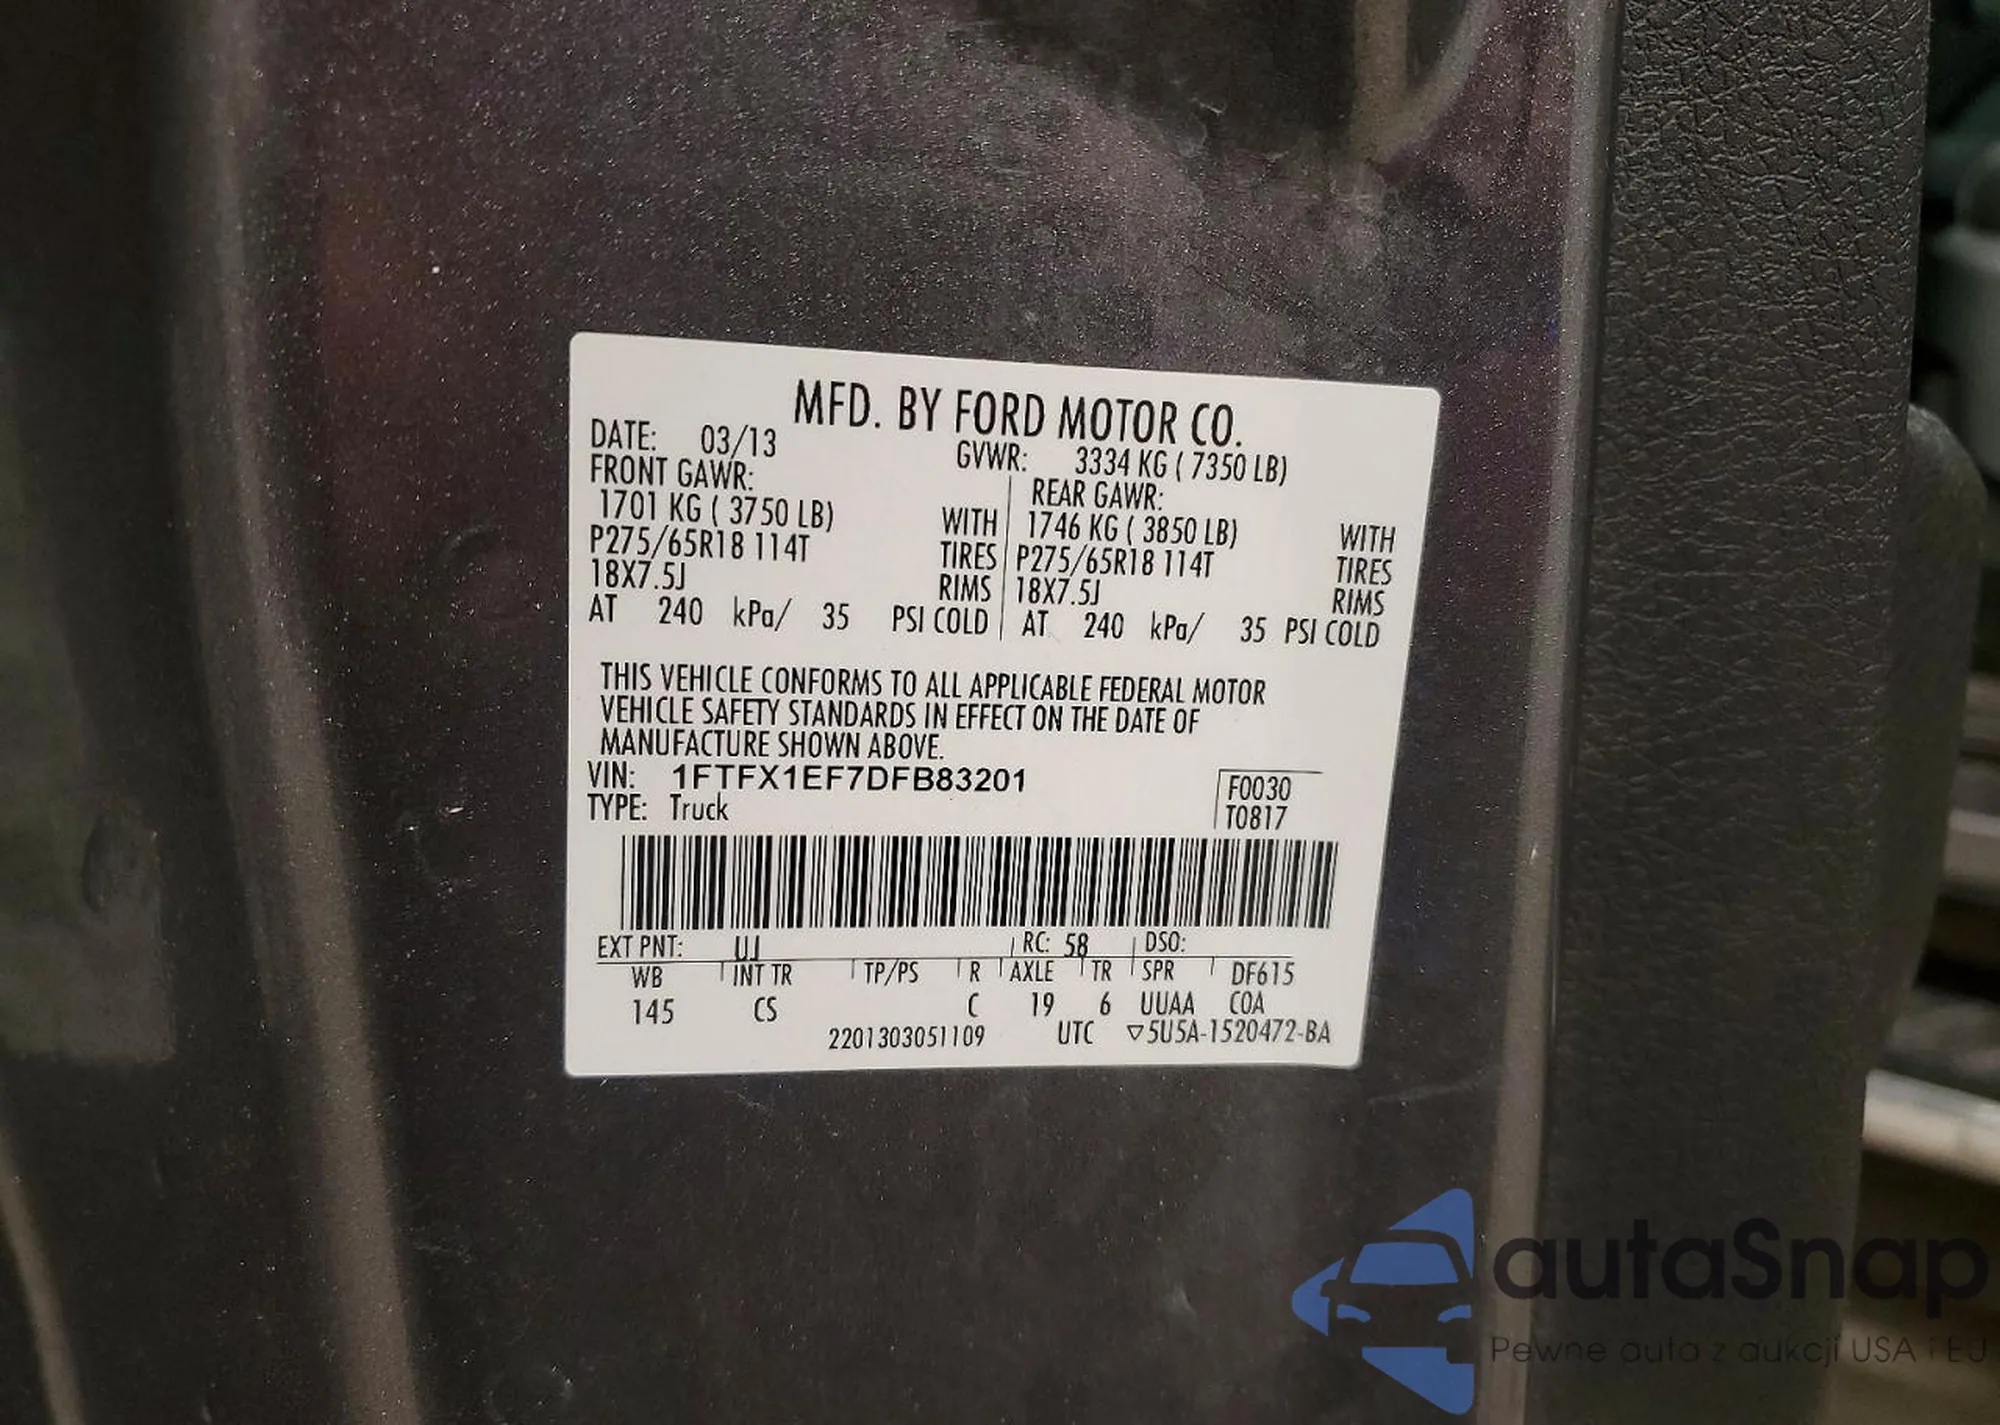 MFD. BY FORD MOTOR CO.
DATE: 03/13
GVWR: 3334 KG ( 7350 LB)
FRONT GAWR:
1701 KG ( 3750 LB) WITH
P275/65R18 114T TIRES
18X7.5J RIMS
AT 240 kPa/ 35 PSI COLD
REAR GAWR:
1746 KG ( 3850 LB) WITH
P275/65R18 114T TIRES
18X7.5J RIMS
AT 240 kPa/ 35 PSI COLD
THIS VEHICLE CONFORMS TO ALL APPLICABLE FEDERAL MOTOR
VEHICLE SAFETY STANDARDS IN EFFECT ON THE DATE OF
MANUFACTURE SHOWN ABOVE.
VIN: 1FTFX1EF7DFB83201
TYPE: Truck
F0030
T0817
EXT PNT: UJ RC: 58 DSO:
WB INT TR TP/PS R AXLE TR SPR DF615
145 CS C 19 6 UUAA COA
2201303051109 UTC ▽5U5A-1520472-BA
autaSnap
Pewne auta z aukcji USA i EU